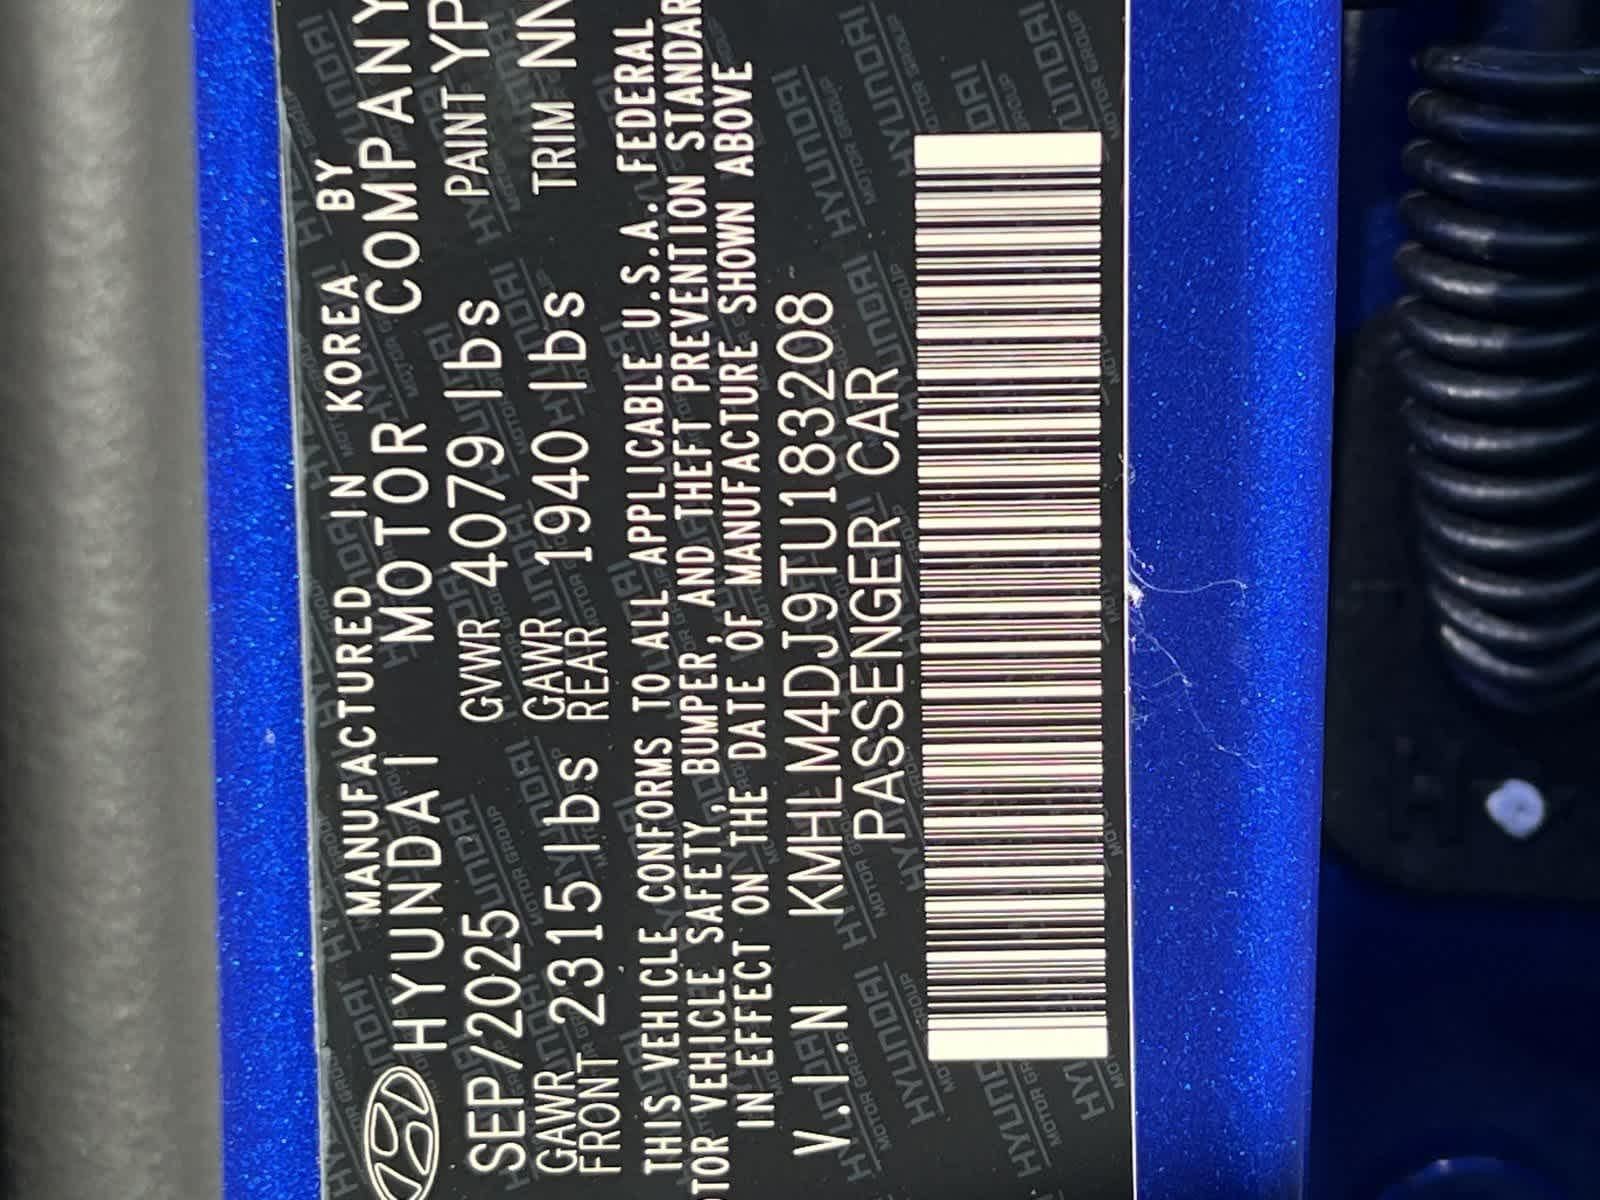 MANUFACTURED IN KOREA BY
HYUNDAI MOTOR COMPANY
SEP/2025 GVWR 4079 lbs PAINT YP
GAWR FRONT 2315 lbs GAWR REAR 1940 lbs TRIM NN
THIS VEHICLE CONFORMS TO ALL APPLICABLE U.S.A. FEDERAL
OTOR VEHICLE SAFETY, BUMPER, AND THEFT PREVENTION STANDAR
IN EFFECT ON THE DATE OF MANUFACTURE SHOWN ABOVE
V.I.N KMHLM4DJ9TU183208
PASSENGER CAR